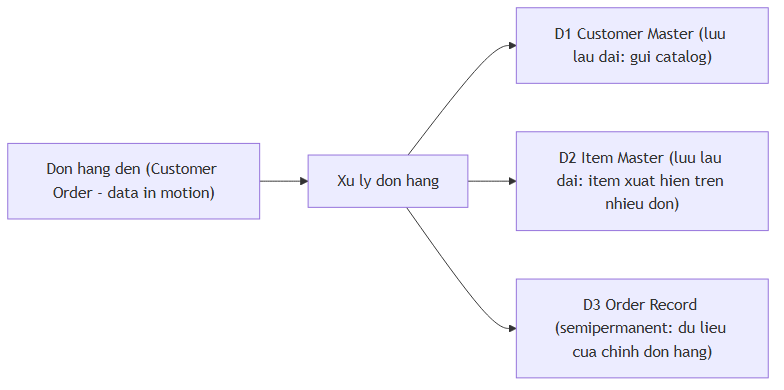 Don hang den (Customer
Order - data in motion)
Xu ly don hang
D1 Customer Master (luu
lau dai: gui catalog)
D2 Item Master (luu lau
dai: item xuat hien tren
nhieu don)
D3 Order Record
(semipermanent: du lieu
cua chinh don hang)